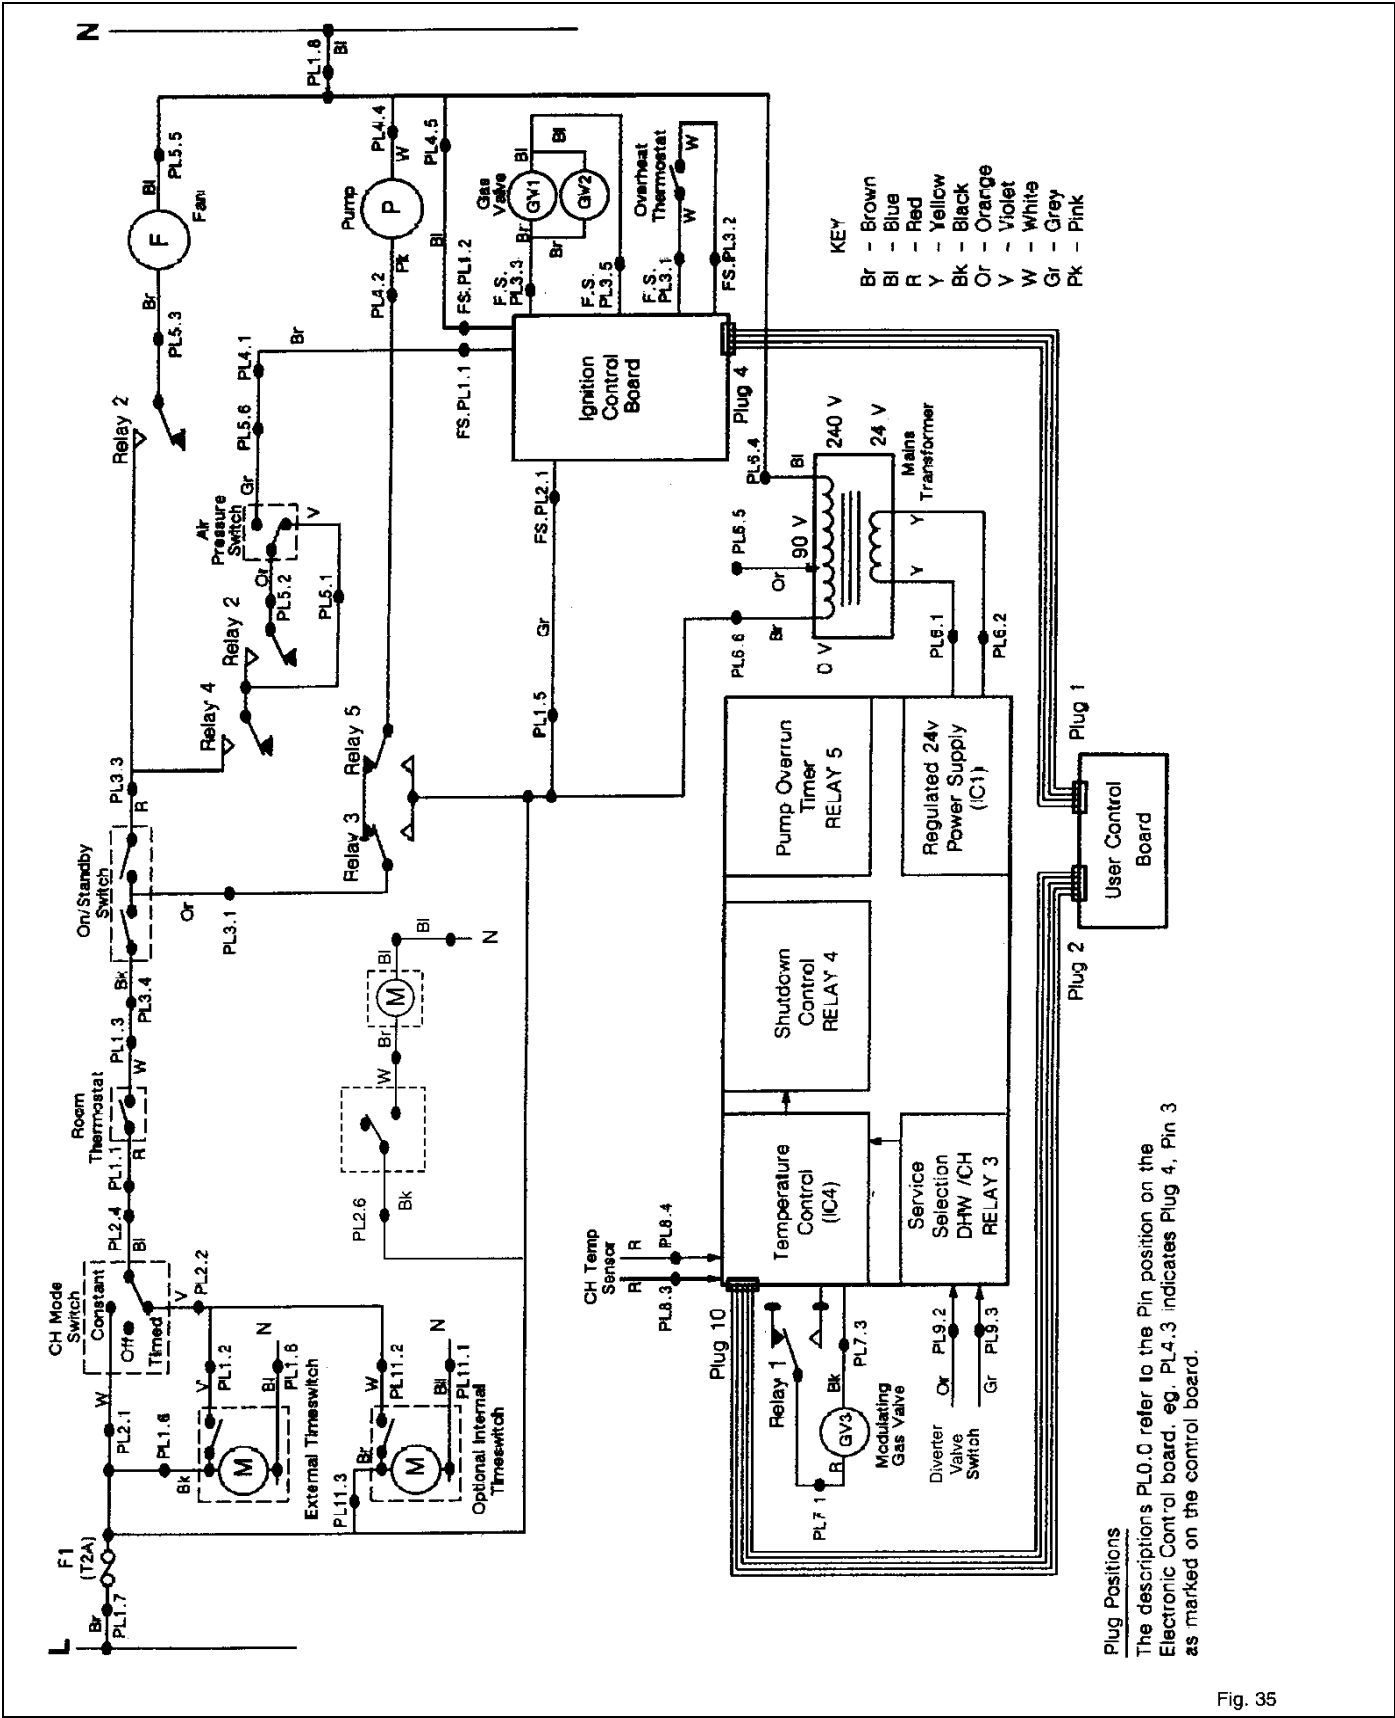 L
N
Br
PL1.7
F1
(T2A)
PL2.1
W
CH Mode
Switch
Constant
Off
Timed
V
PL2.2
Bl
PL2.4
PL1.1
R
Room
Thermostat
W
PL1.3
PL3.4
Bk
On/Standby
Switch
R
PL3.3
Or
PL3.1
Relay 2
PL5.3
Br
F
Fan
Bl
PL5.5
PL1.8
Bl
PL1.6
Bk
M
V
PL1.2
Bl
PL1.8
N
External Timeswitch
PL11.3
Br
M
W
PL11.2
Bl
PL11.1
N
Optional Internal
Timeswitch
PL2.6
Bk
W
Br
M
Bl
Bl
N
Relay 4
Relay 2
PL5.2
Or
PL5.1
V
Air
Pressure
Switch
Gr
PL5.6
PL4.1
Br
FS.PL1.1
Relay 3
Relay 5
PL4.2
Pk
P
Pump
W
PL4.4
PL4.5
Bl
FS.PL1.2
PL1.5
Gr
FS.PL2.1
Ignition
Control
Board
Plug 4
F.S.
PL3.3
Br
Br
Gas
Valve
GV1
GV2
Bl
Bl
F.S.
PL3.5
F.S.
PL3.1
W
W
Overheat
Thermostat
FS.PL3.2
PL6.6
Br
PL6.5
Or
PL6.4
Bl
0 V
90 V
240 V
24 V
Mains
Transformer
Y
Y
PL6.1
PL6.2
KEY
Br - Brown
Bl - Blue
R - Red
Y - Yellow
Bk - Black
Or - Orange
V - Violet
W - White
Gr - Grey
Pk - Pink
CH Temp
Sensor
R
R
PL8.3
PL8.4
Plug 10
Temperature
Control
(IC4)
Shutdown
Control
RELAY 4
Pump Overrun
Timer
RELAY 5
Service
Selection
DHW /CH
RELAY 3
Regulated 24v
Power Supply
(IC1)
Relay 1
PL7 1
R
GV3
Bk
PL7.3
Modulating
Gas Valve
Diverter
Valve
Switch
Or
PL9.2
Gr
PL9.3
Plug 2
Plug 1
User Control
Board
Plug Positions
The descriptions PL0.0 refer to the Pin position on the
Electronic Control board. eg. PL4.3 indicates Plug 4, Pin 3
as marked on the control board.
Fig. 35